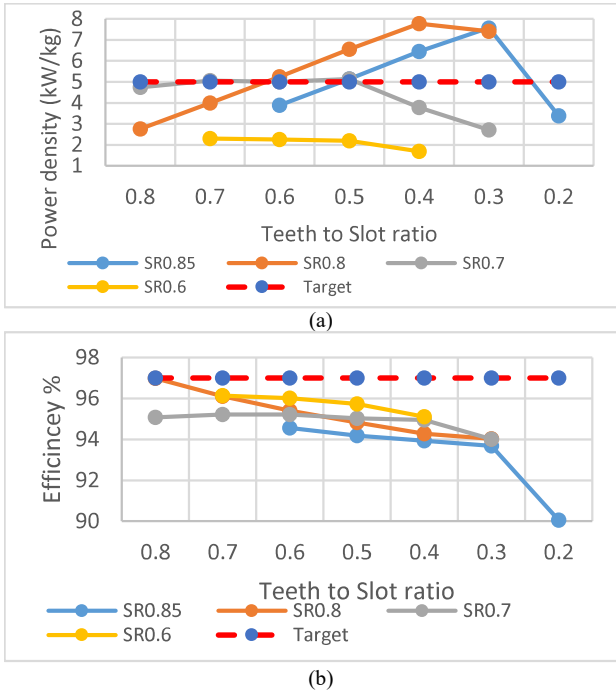 8
7
6
5
4
3
2
1
Power density (kW/kg)
0.8 0.7 0.6 0.5 0.4 0.3 0.2
Teeth to Slot ratio
SR0.85 SR0.8 SR0.7
SR0.6 Target
(a)
98
96
94
92
90
Efficincey %
0.8 0.7 0.6 0.5 0.4 0.3 0.2
Teeth to Slot ratio
SR0.85 SR0.8 SR0.7
SR0.6 Target
(b)